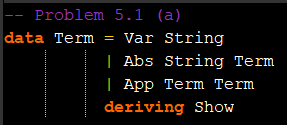 -- Problem 5.1 (a)
data Term = Var String
| Abs String Term
| App Term Term
deriving Show